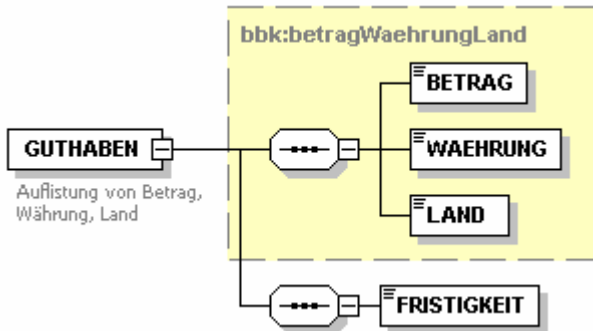 bbk:betragWaehrungLand
BETRAG
GUTHABEN
WAEHRUNG
Auflistung von Betrag,
Währung, Land
LAND
FRISTIGKEIT